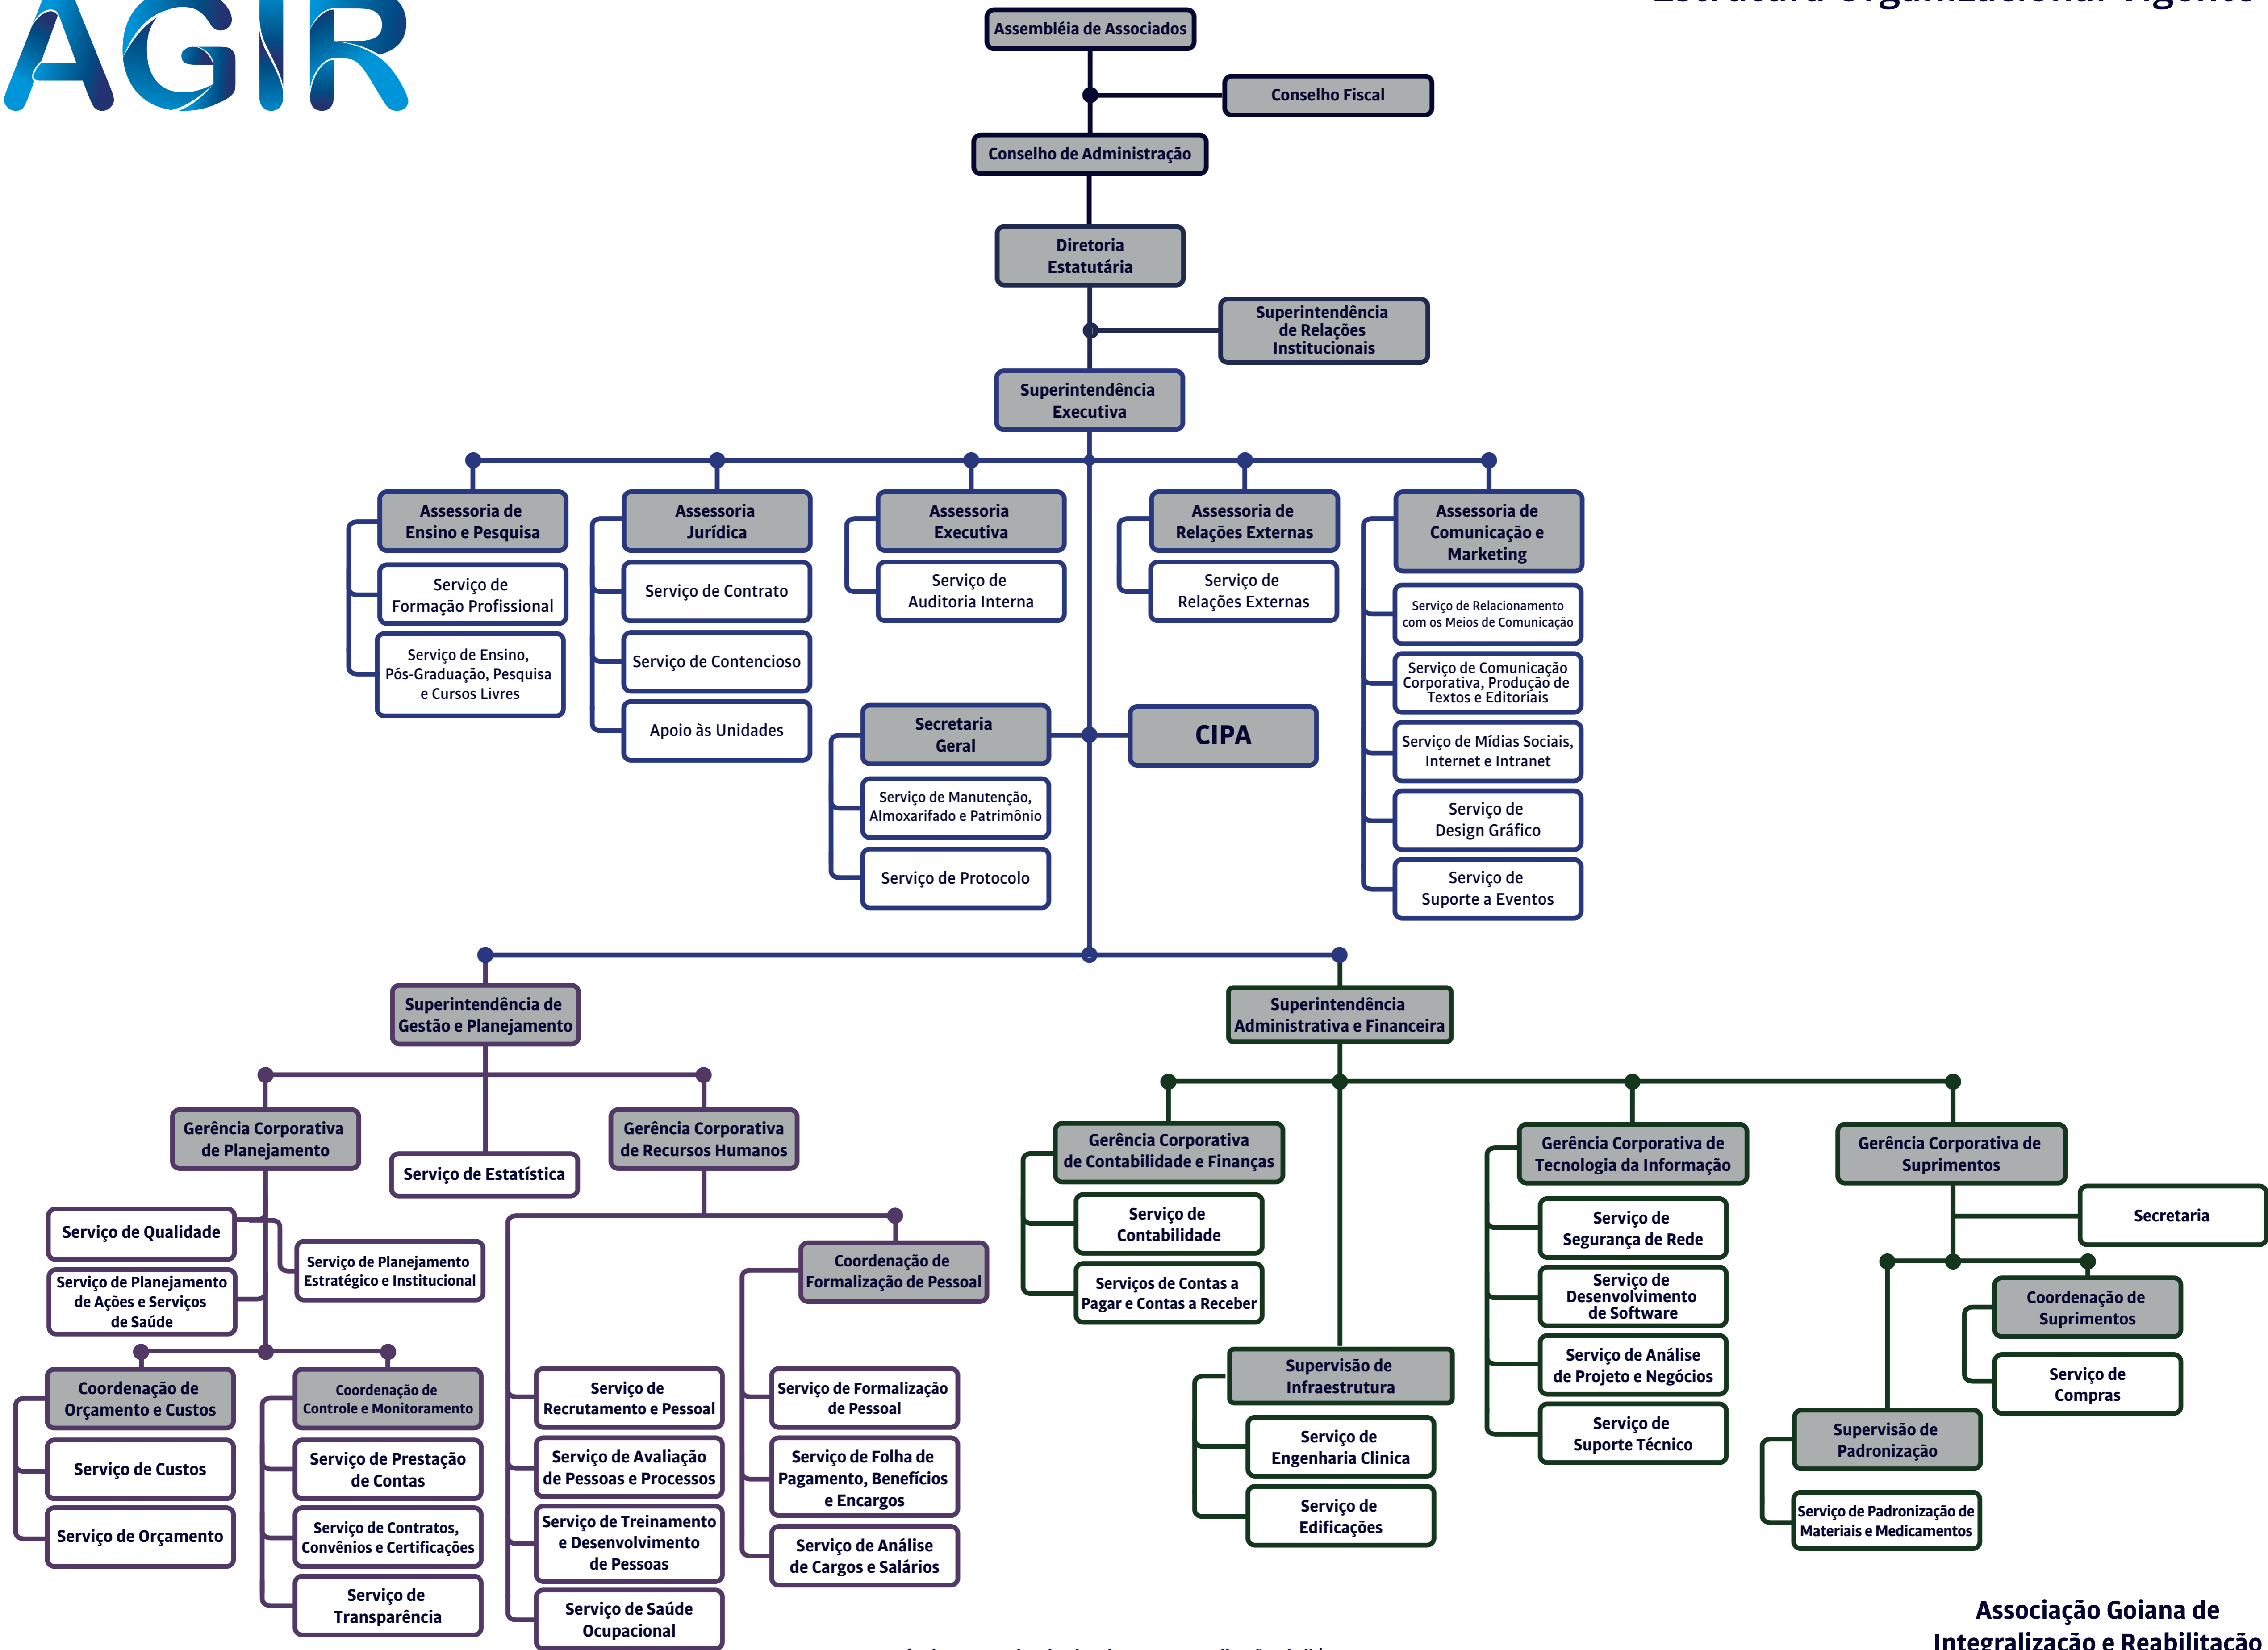 AGIR
Estrutura Organizacional Vigente
Assembléia de Associados
Conselho Fiscal
Conselho de Administração
Diretoria
Estatutária
Superintendência
de Relações
Institucionais
Superintendência
Executiva
Assessoria de
Ensino e Pesquisa
Serviço de
Formação Profissional
Serviço de Ensino,
Pós-Graduação, Pesquisa
e Cursos Livres
Assessoria
Jurídica
Serviço de Contrato
Serviço de Contencioso
Apoio às Unidades
Assessoria
Executiva
Serviço de
Auditoria Interna
Assessoria de
Relações Externas
Serviço de
Relações Externas
Assessoria de
Comunicação e
Marketing
Serviço de Relacionamento
com os Meios de Comunicação
Serviço de Comunicação
Corporativa, Produção de
Textos e Editoriais
Serviço de Mídias Sociais,
Internet e Intranet
Serviço de
Design Gráfico
Serviço de
Suporte a Eventos
Secretaria
Geral
CIPA
Serviço de Manutenção,
Almoxarifado e Patrimônio
Serviço de Protocolo
Superintendência de
Gestão e Planejamento
Gerência Corporativa
de Planejamento
Serviço de Estatística
Gerência Corporativa
de Recursos Humanos
Serviço de Qualidade
Serviço de Planejamento
Estratégico e Institucional
Serviço de Planejamento
de Ações e Serviços
de Saúde
Coordenação de
Orçamento e Custos
Serviço de Custos
Serviço de Orçamento
Coordenação de
Controle e Monitoramento
Serviço de Prestação
de Contas
Serviço de Contratos,
Convênios e Certificações
Serviço de
Transparência
Serviço de
Recrutamento e Pessoal
Serviço de Avaliação
de Pessoas e Processos
Serviço de Treinamento
e Desenvolvimento
de Pessoas
Serviço de Saúde
Ocupacional
Coordenação de
Formalização de Pessoal
Serviço de Formalização
de Pessoal
Serviço de Folha de
Pagamento, Benefícios
e Encargos
Serviço de Análise
de Cargos e Salários
Superintendência
Administrativa e Financeira
Gerência Corporativa
de Contabilidade e Finanças
Serviço de
Contabilidade
Serviços de Contas a
Pagar e Contas a Receber
Supervisão de
Infraestrutura
Serviço de
Engenharia Clinica
Serviço de
Edificações
Gerência Corporativa de
Tecnologia da Informação
Serviço de
Segurança de Rede
Serviço de
Desenvolvimento
de Software
Serviço de Análise
de Projeto e Negócios
Serviço de
Suporte Técnico
Gerência Corporativa de
Suprimentos
Secretaria
Coordenação de
Suprimentos
Serviço de
Compras
Supervisão de
Padronização
Serviço de Padronização de
Materiais e Medicamentos
Associação Goiana de
Integralização e Reabilitação